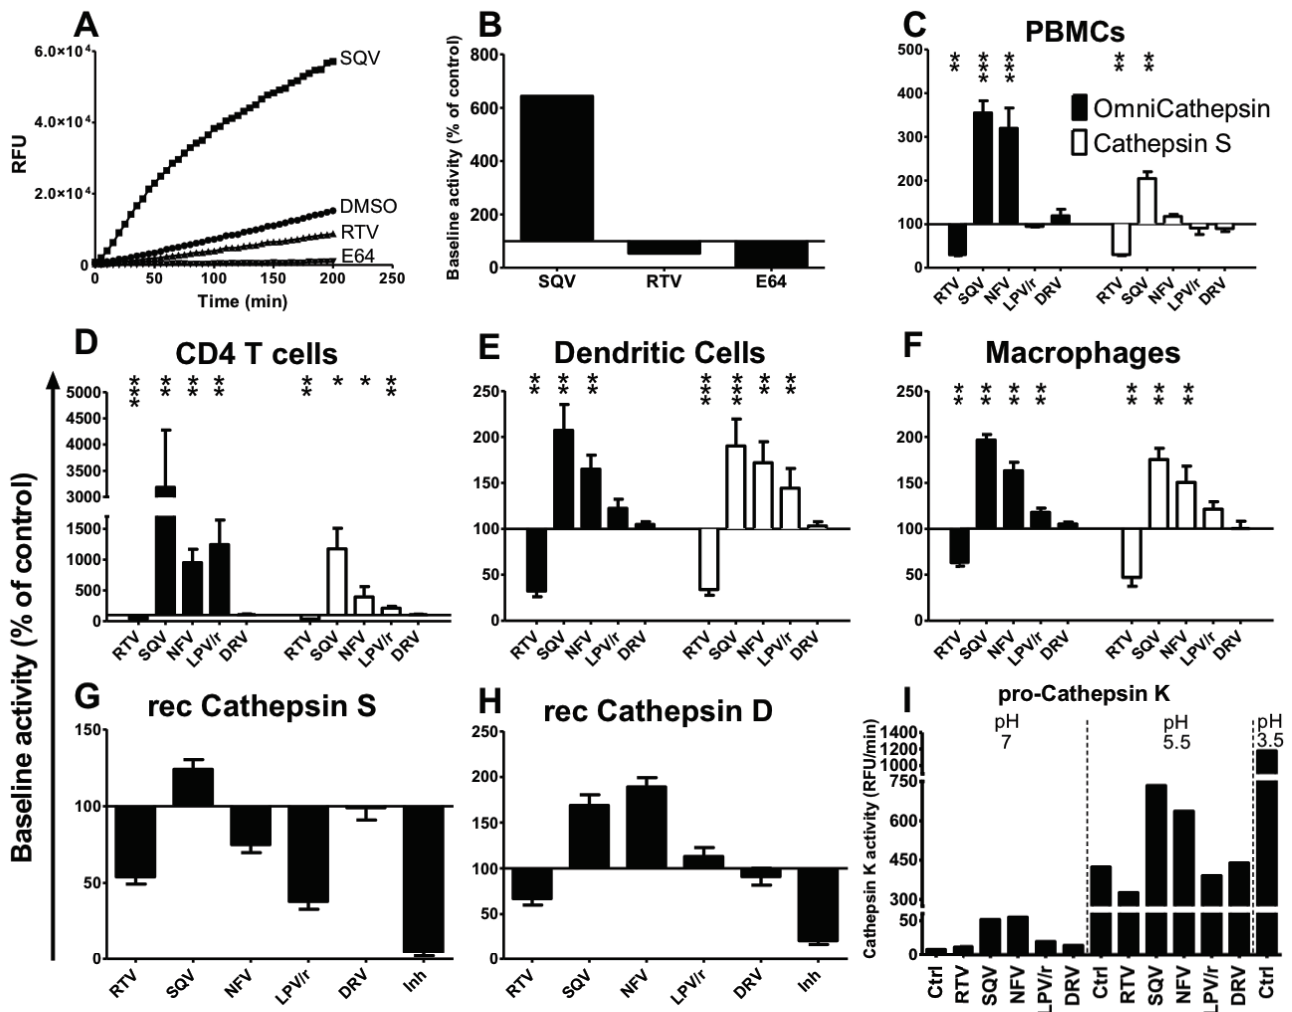 A
6.0×10⁴
4.0×10⁴
2.0×10⁴
0
RFU
SQV
DMSO
RTV
E64
0 50 100 150 200 250
Time (min)
B
Baseline activity (% of control)
800
600
400
200
0
SQV RTV E64
C
PBMCs
500
400
300
200
100
0
** *** *** ** **
OmniCathepsin
Cathepsin S
RTV SQV NFV LPV/r DRV RTV SQV NFV LPV/r DRV
Baseline activity (% of control)
D
CD4 T cells
*** ** ** ** ** * * **
5000
4500
4000
3500
3000
1500
1000
500
0
RTV SQV NFV LPV/r DRV RTV SQV NFV LPV/r DRV
E
Dendritic Cells
** ** ** *** *** ** **
250
200
150
100
50
0
RTV SQV NFV LPV/r DRV RTV SQV NFV LPV/r DRV
F
Macrophages
** ** ** ** ** ** **
250
200
150
100
50
0
RTV SQV NFV LPV/r DRV RTV SQV NFV LPV/r DRV
G
rec Cathepsin S
150
100
50
0
RTV SQV NFV LPV/r DRV Inh
H
rec Cathepsin D
250
200
150
100
50
0
RTV SQV NFV LPV/r DRV Inh
I
pro-Cathepsin K
Cathepsin K activity (RFU/min)
1400
1200
1000
750
600
450
300
50
0
pH
7
pH
5.5
pH
3.5
Ctrl RTV SQV NFV LPV/r DRV Ctrl RTV SQV NFV LPV/r DRV Ctrl